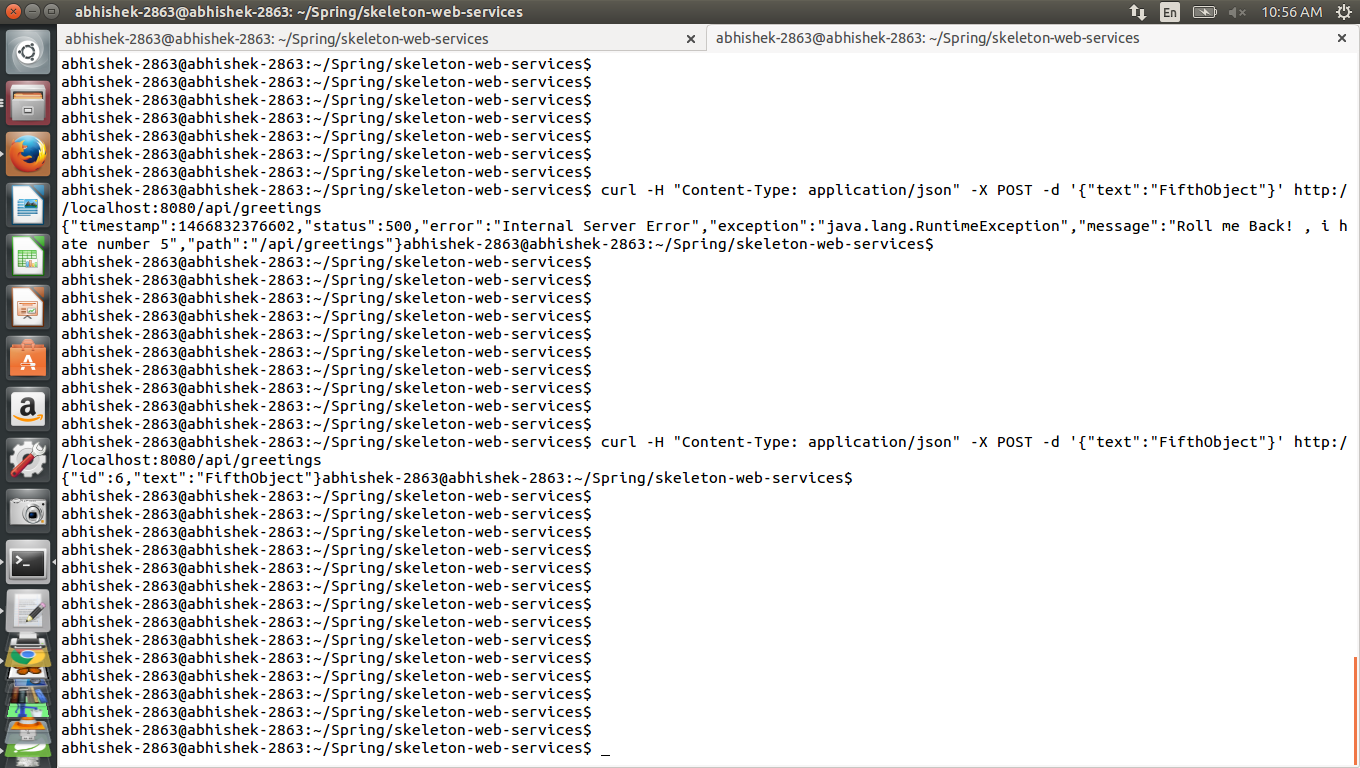 abhishek-2863@abhishek-2863: ~/Spring/skeleton-web-services
En
10:56 AM
abhishek-2863@abhishek-2863: ~/Spring/skeleton-web-services
abhishek-2863@abhishek-2863: ~/Spring/skeleton-web-services
abhishek-2863@abhishek-2863:~/Spring/skeleton-web-services$
abhishek-2863@abhishek-2863:~/Spring/skeleton-web-services$
abhishek-2863@abhishek-2863:~/Spring/skeleton-web-services$
abhishek-2863@abhishek-2863:~/Spring/skeleton-web-services$
abhishek-2863@abhishek-2863:~/Spring/skeleton-web-services$
abhishek-2863@abhishek-2863:~/Spring/skeleton-web-services$
abhishek-2863@abhishek-2863:~/Spring/skeleton-web-services$
abhishek-2863@abhishek-2863:~/Spring/skeleton-web-services$ curl -H "Content-Type: application/json" -X POST -d '{"text":"FifthObject"}' http:/
/localhost:8080/api/greetings
{"timestamp":1466832376602,"status":500,"error":"Internal Server Error","exception":"java.lang.RuntimeException","message":"Roll me Back! , i h
ate number 5","path":"/api/greetings"}abhishek-2863@abhishek-2863:~/Spring/skeleton-web-services$
abhishek-2863@abhishek-2863:~/Spring/skeleton-web-services$
abhishek-2863@abhishek-2863:~/Spring/skeleton-web-services$
abhishek-2863@abhishek-2863:~/Spring/skeleton-web-services$
abhishek-2863@abhishek-2863:~/Spring/skeleton-web-services$
abhishek-2863@abhishek-2863:~/Spring/skeleton-web-services$
abhishek-2863@abhishek-2863:~/Spring/skeleton-web-services$
abhishek-2863@abhishek-2863:~/Spring/skeleton-web-services$
abhishek-2863@abhishek-2863:~/Spring/skeleton-web-services$
abhishek-2863@abhishek-2863:~/Spring/skeleton-web-services$
abhishek-2863@abhishek-2863:~/Spring/skeleton-web-services$
abhishek-2863@abhishek-2863:~/Spring/skeleton-web-services$ curl -H "Content-Type: application/json" -X POST -d '{"text":"FifthObject"}' http:/
/localhost:8080/api/greetings
{"id":6,"text":"FifthObject"}abhishek-2863@abhishek-2863:~/Spring/skeleton-web-services$
abhishek-2863@abhishek-2863:~/Spring/skeleton-web-services$
abhishek-2863@abhishek-2863:~/Spring/skeleton-web-services$
abhishek-2863@abhishek-2863:~/Spring/skeleton-web-services$
abhishek-2863@abhishek-2863:~/Spring/skeleton-web-services$
abhishek-2863@abhishek-2863:~/Spring/skeleton-web-services$
abhishek-2863@abhishek-2863:~/Spring/skeleton-web-services$
abhishek-2863@abhishek-2863:~/Spring/skeleton-web-services$
abhishek-2863@abhishek-2863:~/Spring/skeleton-web-services$
abhishek-2863@abhishek-2863:~/Spring/skeleton-web-services$
abhishek-2863@abhishek-2863:~/Spring/skeleton-web-services$
abhishek-2863@abhishek-2863:~/Spring/skeleton-web-services$
abhishek-2863@abhishek-2863:~/Spring/skeleton-web-services$
abhishek-2863@abhishek-2863:~/Spring/skeleton-web-services$
abhishek-2863@abhishek-2863:~/Spring/skeleton-web-services$
abhishek-2863@abhishek-2863:~/Spring/skeleton-web-services$ _